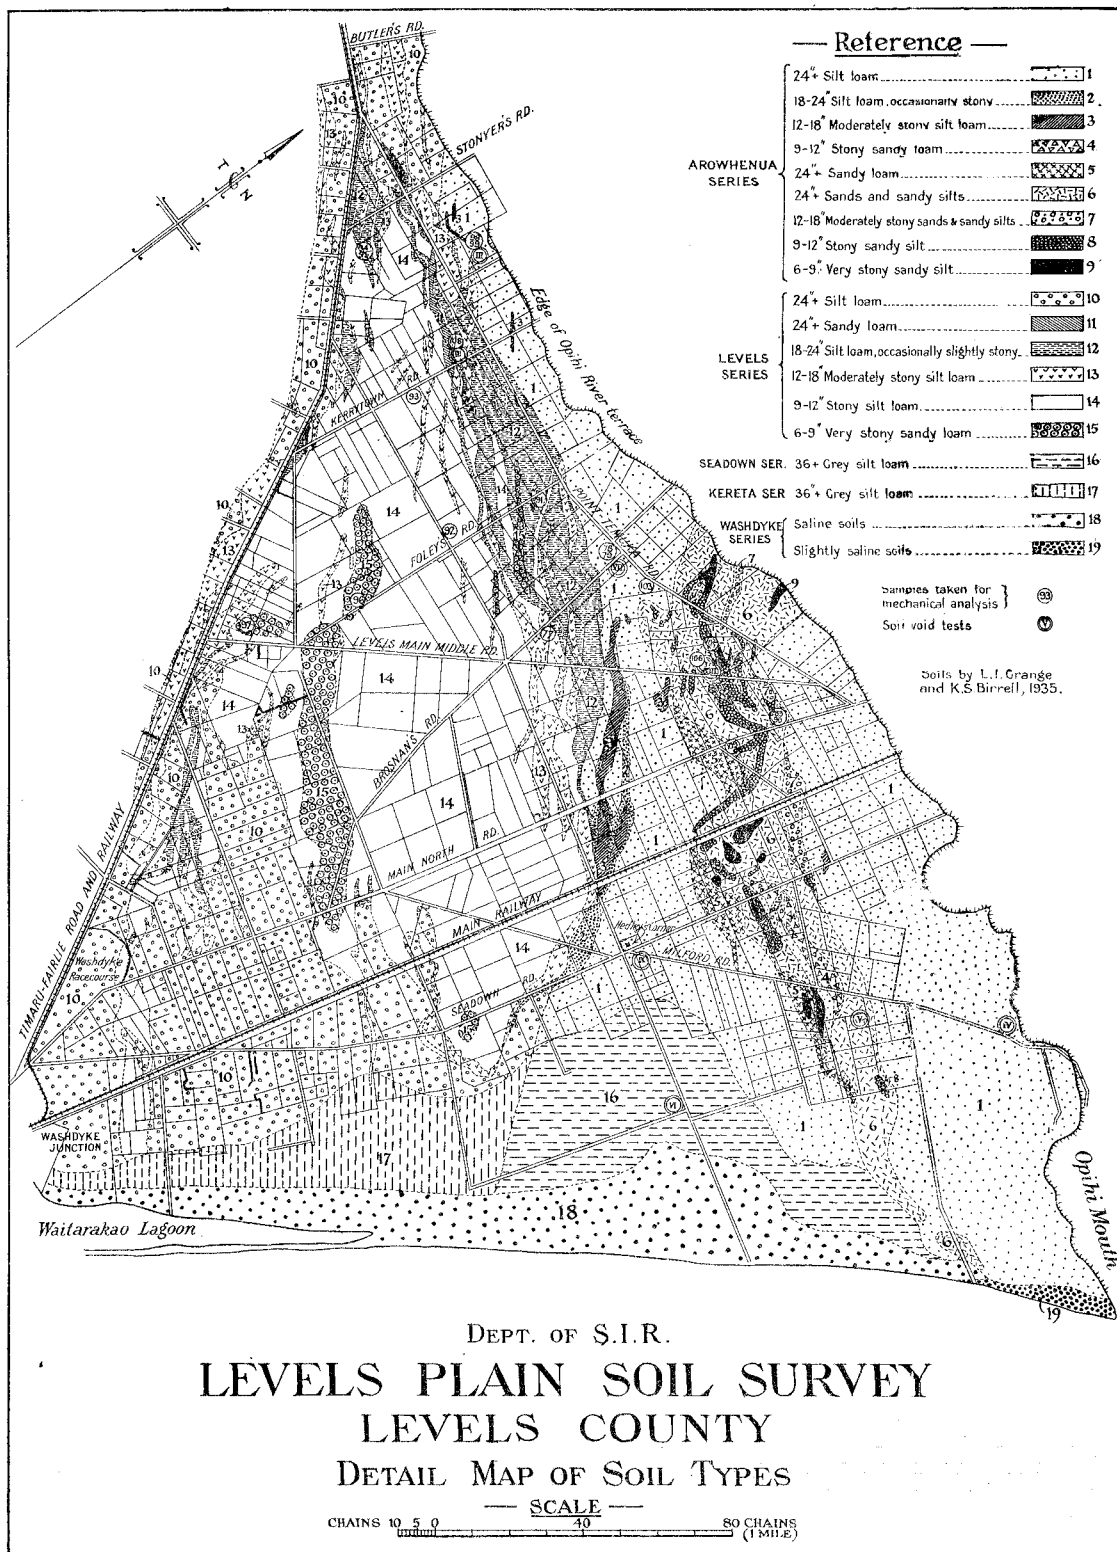 — Reference —
AROWHENUA SERIES
24"+ Silt loam 1
18-24" Silt loam, occasionally stony 2
12-18" Moderately stony silt loam 3
9-12" Stony sandy loam 4
24"+ Sandy loam 5
24"+ Sands and sandy silts 6
12-18" Moderately stony sands & sandy silts 7
9-12" Stony sandy silt 8
6-9" Very stony sandy silt 9
LEVELS SERIES
24"+ Silt loam 10
24"+ Sandy loam 11
18-24" Silt loam, occasionally slightly stony 12
12-18" Moderately stony silt loam 13
9-12" Stony silt loam 14
6-9" Very stony sandy loam 15
SEADOWN SER. 36+ Grey silt loam 16
KERETA SER 36"+ Grey silt loam 17
WASHDYKE SERIES
Saline soils 18
Slightly saline soils 19
Samples taken for mechanical analysis } 93
Soil void tests V
Soils by L.I. Grange
and K.S. Birrell, 1935.
BUTLER'S RD.
STONYER'S RD.
Edge of Opihi River terrace
KERRYTOWN RD
POINT TEMUKA RD
FOLEYS RD
LEVELS MAIN MIDDLE RD.
BROSNAN'S RD.
MAIN NORTH RD.
MAIN RAILWAY
MILFORD RD.
SEADOWN RD.
TIMARU-FAIRLIE ROAD AND RAILWAY
Washdyke Racecourse
WASHDYKE JUNCTION
Waitarakao Lagoon
Opihi Mouth
DEPT. OF S.I.R.
LEVELS PLAIN SOIL SURVEY
LEVELS COUNTY
DETAIL MAP OF SOIL TYPES
— SCALE —
CHAINS 10 5 0 40 80 CHAINS
(1 MILE)